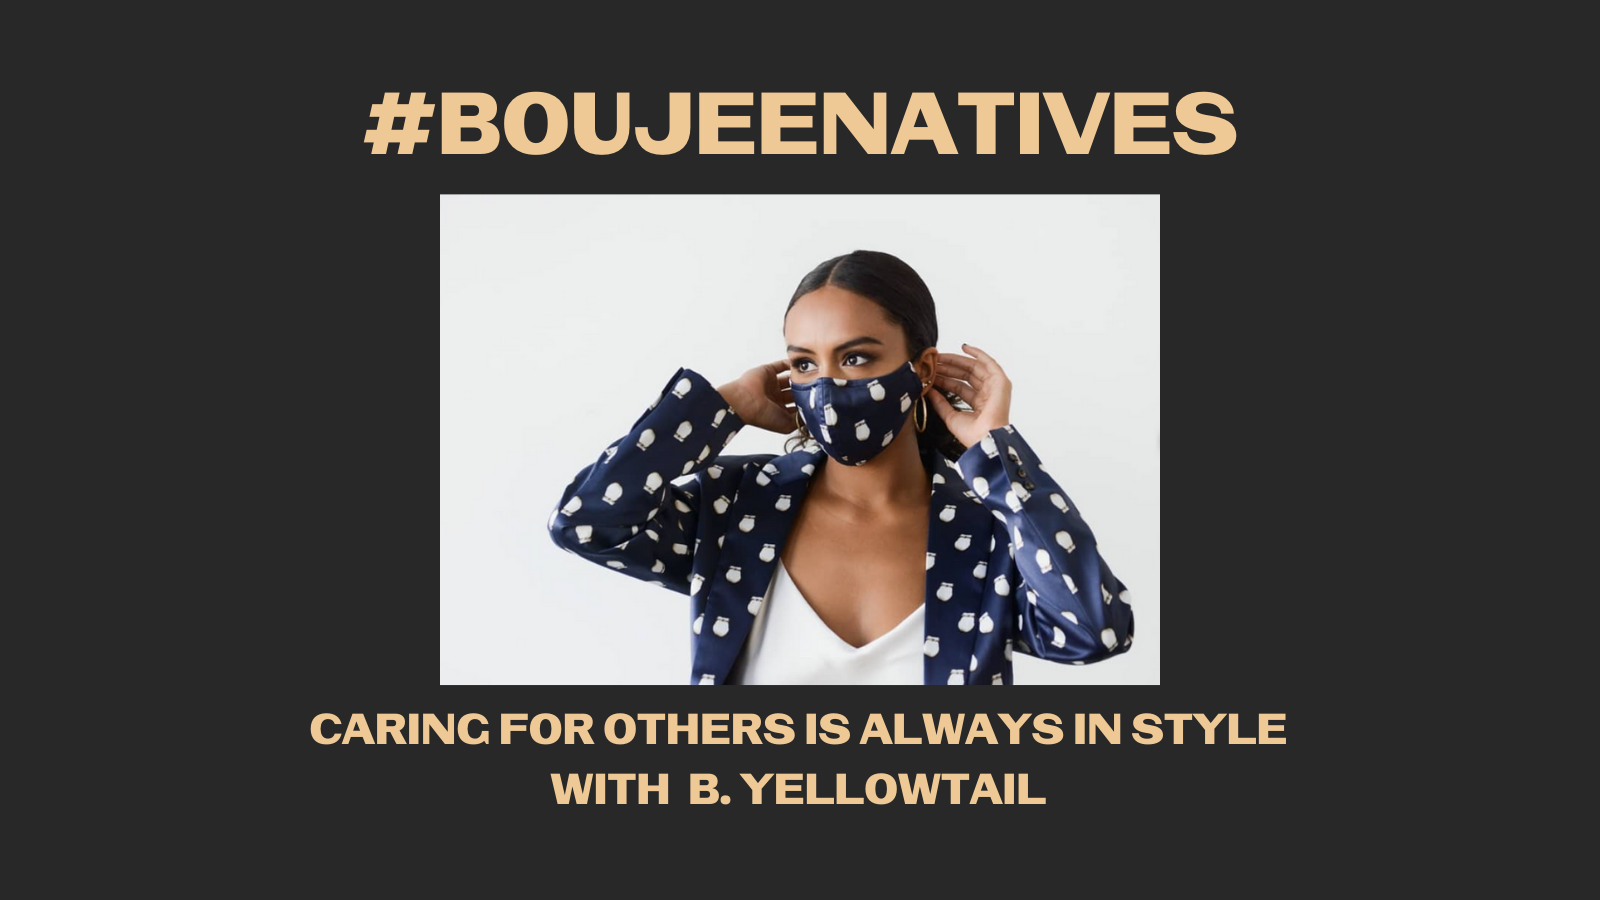 #BOUJEENATIVES
CARING FOR OTHERS IS ALWAYS IN STYLE
WITH B. YELLOWTAIL